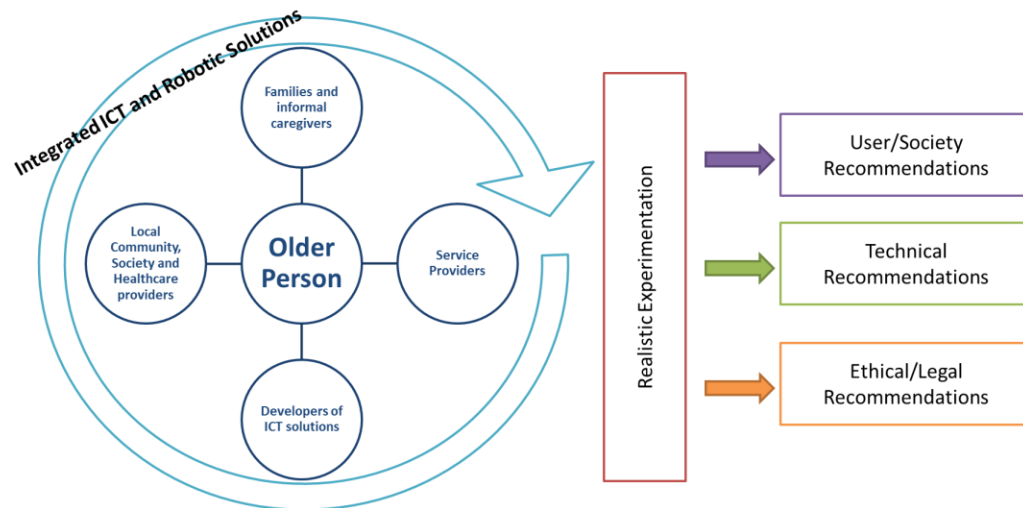 Integrated ICT and Robotic Solutions
Families and
informal
caregivers
Local
Community,
Society and
Healthcare
providers
Older
Person
Service
Providers
Developers of
ICT solutions
Realistic Experimentation
User/Society
Recommendations
Technical
Recommendations
Ethical/Legal
Recommendations